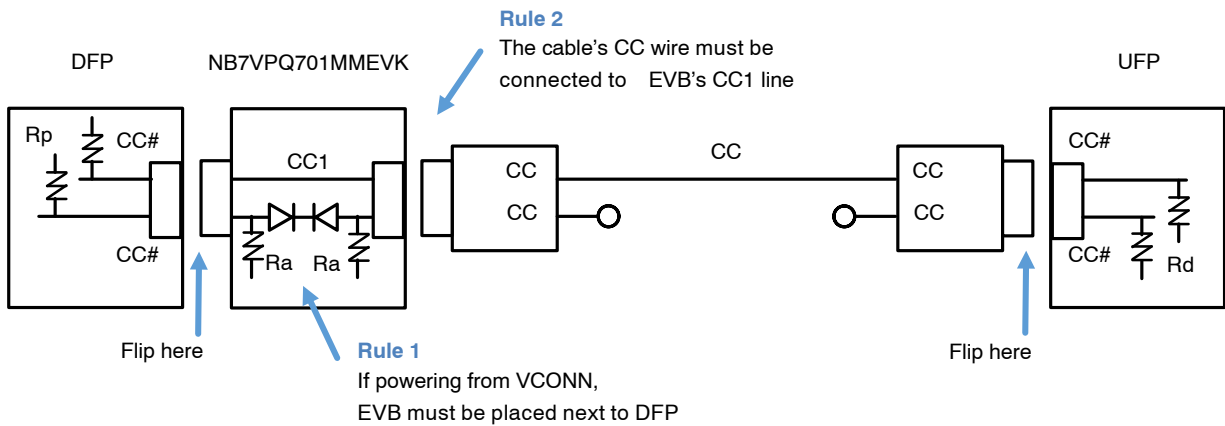 Rule 2
The cable's CC wire must be
connected to EVB's CC1 line
DFP
NB7VPQ701MMEVK
UFP
Rp
CC#
CC1
CC
CC
CC
CC
CC
CC#
CC#
Ra
Ra
CC#
Rd
Flip here
Rule 1
If powering from VCONN,
EVB must be placed next to DFP
Flip here